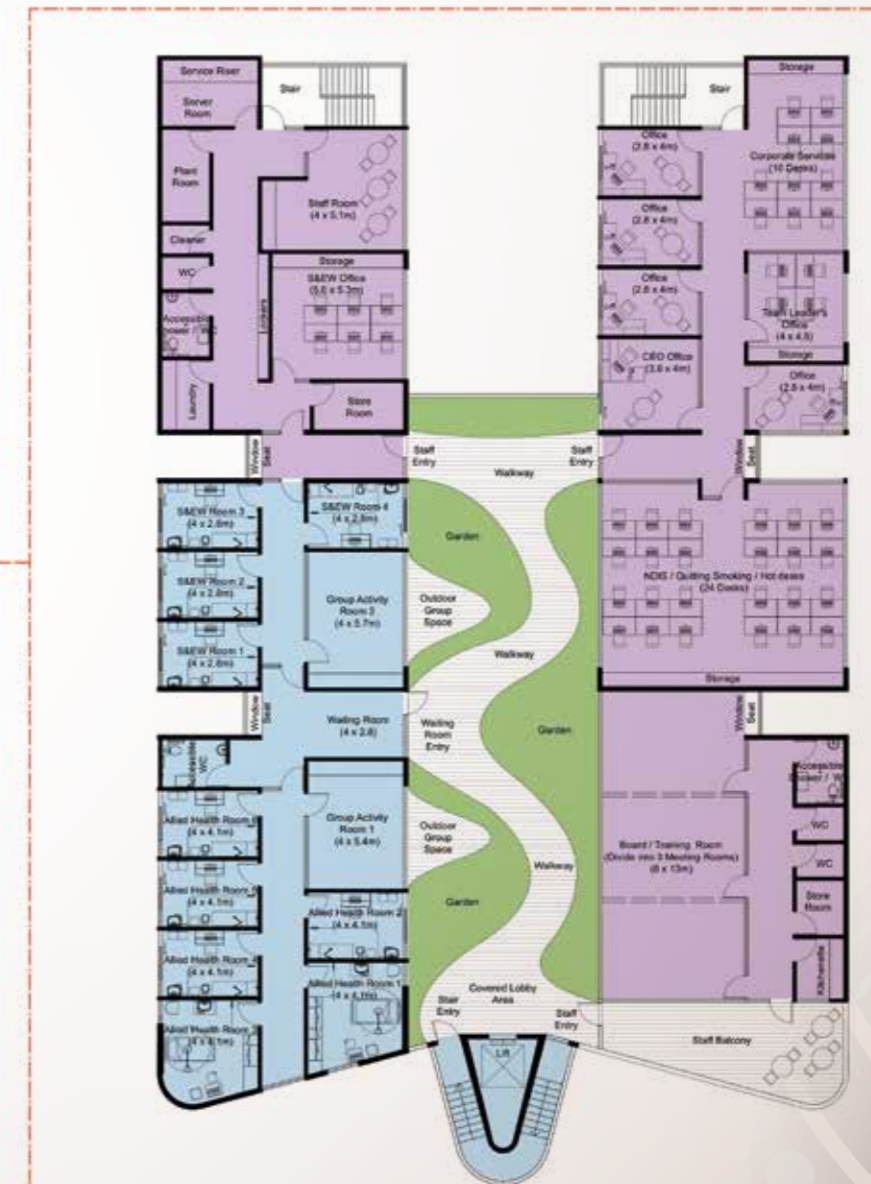 Service Riser
Server
Room
Stair
Plant
Room
Staff Room
(4 x 5.1m)
Cleaner
WC
Storage
S&EW Office
Lockers
Accessible
Laundry
Store
Room
Window
Seat
Staff
Entry
Stair
Storage
Office
(2.8 x 4m)
Corporate Services
(10 Desks)
Office
(2.8 x 4m)
Office
(2.8 x 4m)
Team Leader's
Office
(4 x 4.5)
CEO Office
(3.6 x 4m)
Storage
Office
(2.8 x 4m)
Staff
Entry
Window
Seat
Walkway
S&EW Room 3
(4 x 2.8m)
S&EW Room 4
(4 x 2.8m)
S&EW Room 2
(4 x 2.8m)
Group Activity
Room 2
(4 x 5.7m)
S&EW Room 1
(4 x 2.8m)
Garden
Outdoor
Group
Space
Walkway
NDIS / Quitting Smoking / Hot desks
(24 Desks)
Storage
Window
Seat
Waiting Room
(4 x 2.8)
Waiting
Room
Entry
Garden
Window
Seat
Accessible
WC
Allied Health Room 6
(4 x 4.1m)
Group Activity
Room 1
(4 x 5.4m)
Outdoor
Group
Space
Allied Health Room 5
(4 x 4.1m)
Walkway
Board / Training Room
(Divide into 3 Meeting Rooms)
(8 x 13m)
Accessible
WC
WC
Store
Room
Kitchenette
Allied Health Room 2
(4 x 4.1m)
Garden
Allied Health Room 4
(4 x 4.1m)
Allied Health Room 1
(4 x 4.1m)
Allied Health Room 3
(4 x 4.1m)
Covered Lobby
Area
Stair
Entry
Staff
Entry
Lift
Staff Balcony